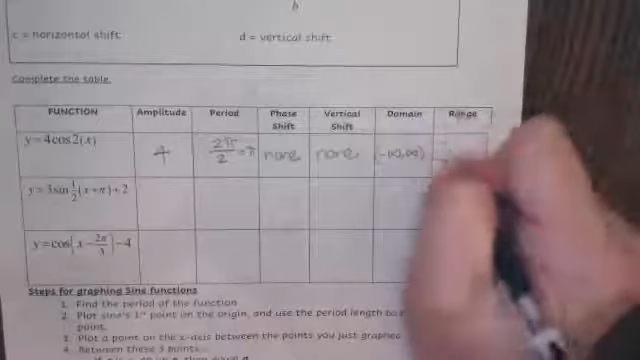 b
c = horizontal shift
d = vertical shift
Complete the table.
FUNCTION Amplitude Period Phase Shift Vertical Shift Domain Range
y = 4cos2(x) 4 2π/2 = π none none (-∞,∞)
y = 3sin 1/2 (x + π) + 2
y = cos(x - 2π/3) - 4
Steps for graphing Sine functions
1. Find the period of the function
2. Plot sine's 1st point on the origin, and use the period length to
point.
3. Plot a point on the x-axis between the points you just graphed
4. Between these 3 points...